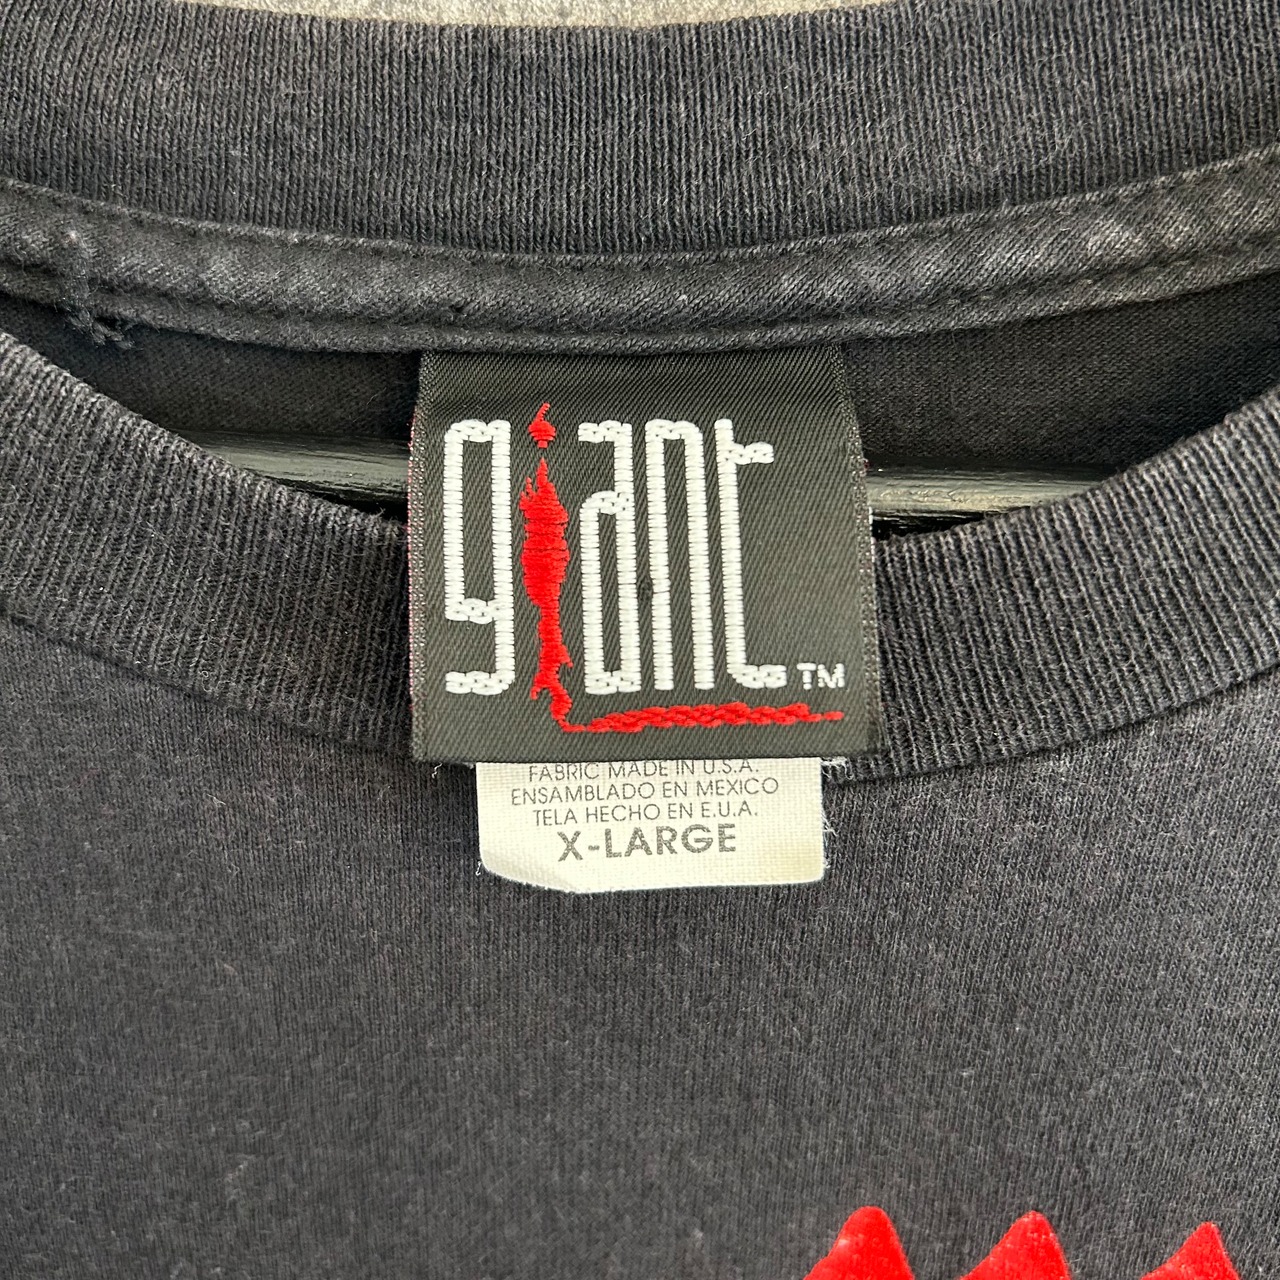 giant
TM
FABRIC MADE IN U.S.A.
ENSAMBLADO EN MEXICO
TELA HECHO EN E.U.A.
X-LARGE